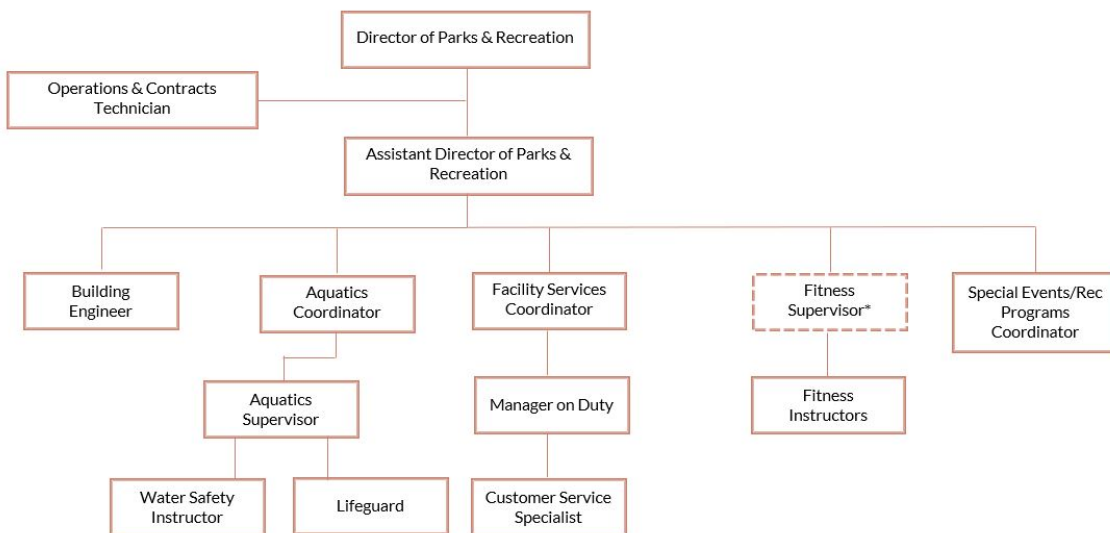 Director of Parks & Recreation
Operations & Contracts
Technician
Assistant Director of Parks &
Recreation
Building
Engineer
Aquatics
Coordinator
Facility Services
Coordinator
Fitness
Supervisor*
Special Events/Rec
Programs
Coordinator
Aquatics
Supervisor
Manager on Duty
Fitness
Instructors
Water Safety
Instructor
Lifeguard
Customer Service
Specialist